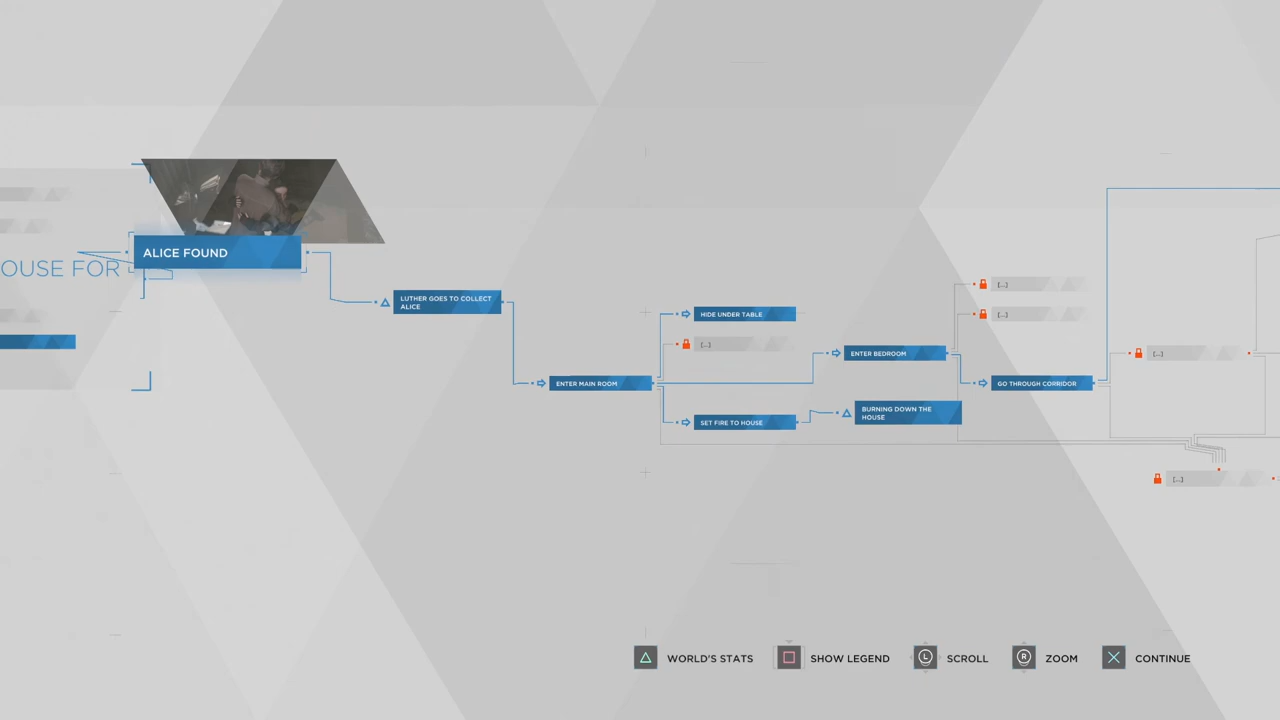 ALICE FOUND
OUSE FOR
LUTHER GOES TO COLLECT
ALICE
ENTER MAIN ROOM
HIDE UNDER TABLE
[...]
ENTER BEDROOM
SET FIRE TO HOUSE
BURNING DOWN THE
HOUSE
[...]
[...]
GO THROUGH CORRIDOR
[...]
[...]
WORLD'S STATS
SHOW LEGEND
L
SCROLL
R
ZOOM
CONTINUE